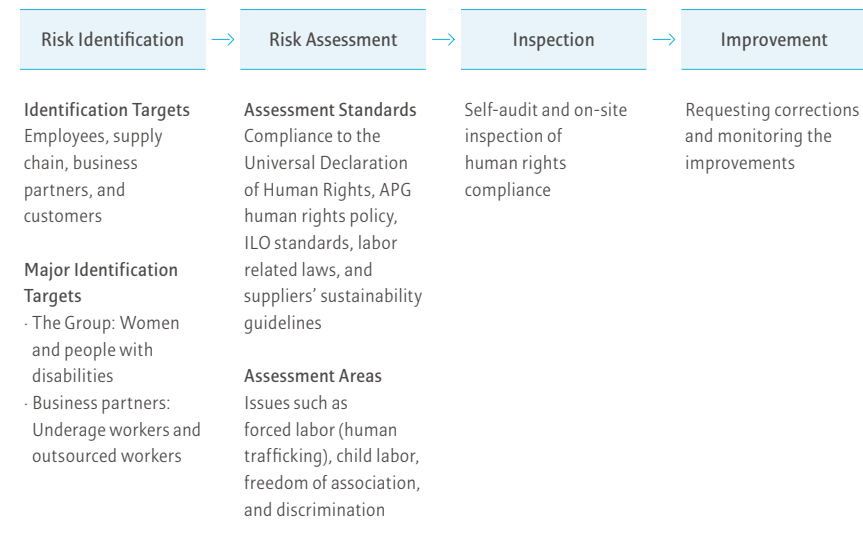 Risk Identification
Risk Assessment
Inspection
Improvement
Identification Targets
Employees, supply
chain, business
partners, and
customers
Major Identification
Targets
· The Group: Women
and people with
disabilities
· Business partners:
Underage workers and
outsourced workers
Assessment Standards
Compliance to the
Universal Declaration
of Human Rights, APG
human rights policy,
ILO standards, labor
related laws, and
suppliers’ sustainability
guidelines
Assessment Areas
Issues such as
forced labor (human
trafficking), child labor,
freedom of association,
and discrimination
Self-audit and on-site
inspection of
human rights
compliance
Requesting corrections
and monitoring the
improvements